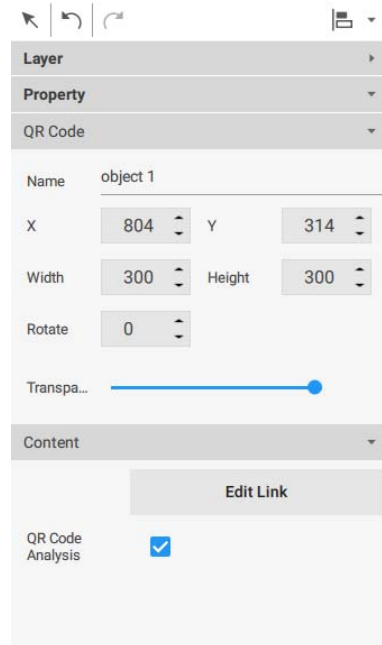 Layer
Property
QR Code
Name object 1
X 804 Y 314
Width 300 Height 300
Rotate 0
Transpa...
Content
Edit Link
QR Code
Analysis